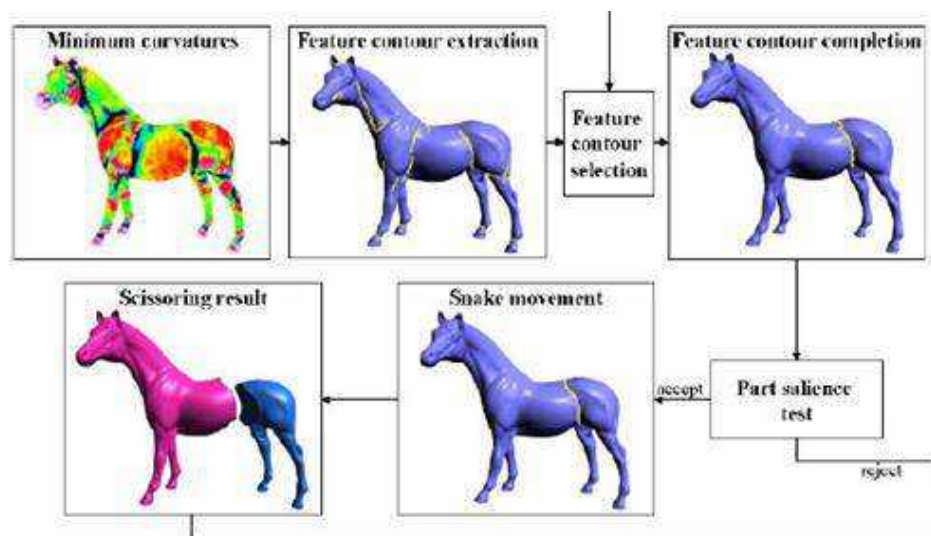 Minimum curvatures
Feature contour extraction
Feature
contour
selection
Feature contour completion
Scissoring result
Snake movement
accept
Part salience
test
reject